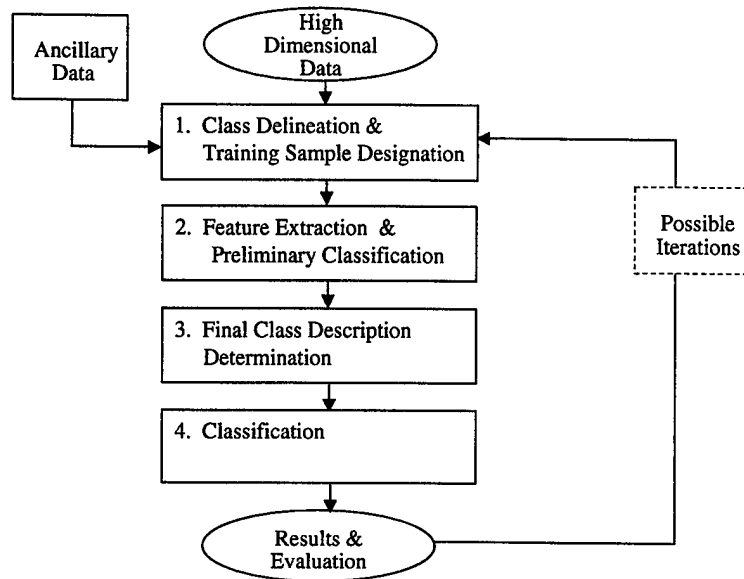 High
Dimensional
Data
Ancillary
Data
1. Class Delineation &
Training Sample Designation
2. Feature Extraction &
Preliminary Classification
Possible
Iterations
3. Final Class Description
Determination
4. Classification
Results &
Evaluation